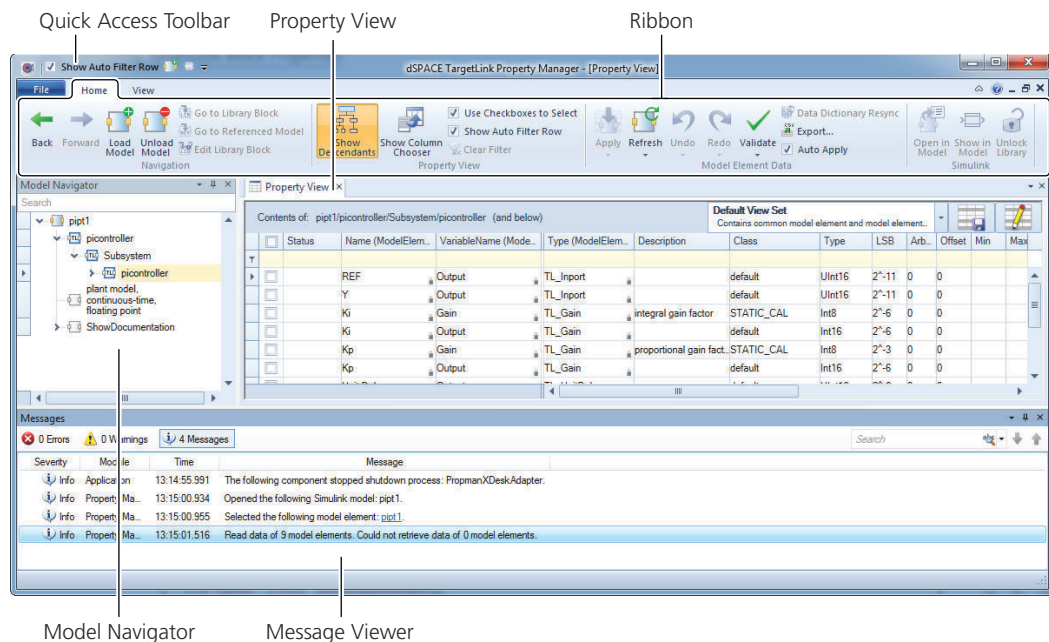 Quick Access Toolbar Property View Ribbon
Show Auto Filter Row dSPACE TargetLink Property Manager - [Property View]
File Home View
Back Forward Load Model Unload Model
Go to Library Block
Go to Referenced Model
Edit Library Block
Navigation
Show Descendants Show Column Chooser
Use Checkboxes to Select
Show Auto Filter Row
Clear Filter
Property View
Apply Refresh Undo Redo Validate
Data Dictionary Resync
Export...
Auto Apply
Model Element Data
Open in Model Show in Model Unlock Library
Simulink
Model Navigator
Search
pipt1
picontroller
Subsystem
picontroller
plant model,
continuous-time,
floating point
ShowDocumentation
Property View
Contents of: pipt1/picontroller/Subsystem/picontroller (and below)
Default View Set
Contains common model element and model element..
Status Name (ModelElem... VariableName (Mode... Type (ModelElem... Description Class Type LSB Arb... Offset Min Max
REF Output TL_Inport default UInt16 2^-11 0 0
Y Output TL_Inport default UInt16 2^-11 0 0
Ki Gain TL_Gain integral gain factor STATIC_CAL Int8 2^-6 0 0
Ki Output TL_Gain default Int16 2^-6 0 0
Kp Gain TL_Gain proportional gain fact... STATIC_CAL Int8 2^-3 0 0
Kp Output TL_Gain default Int16 2^-6 0 0
Messages
0 Errors 0 Warnings 4 Messages Search
Severity Module Time Message
Info Application 13:14:55.991 The following component stopped shutdown process: PropmanXDeskAdapter.
Info Property Ma... 13:15:00.934 Opened the following Simulink model: pipt1.
Info Property Ma... 13:15:00.955 Selected the following model element: pipt1.
Info Property Ma... 13:15:01.516 Read data of 9 model elements. Could not retrieve data of 0 model elements.
Model Navigator Message Viewer